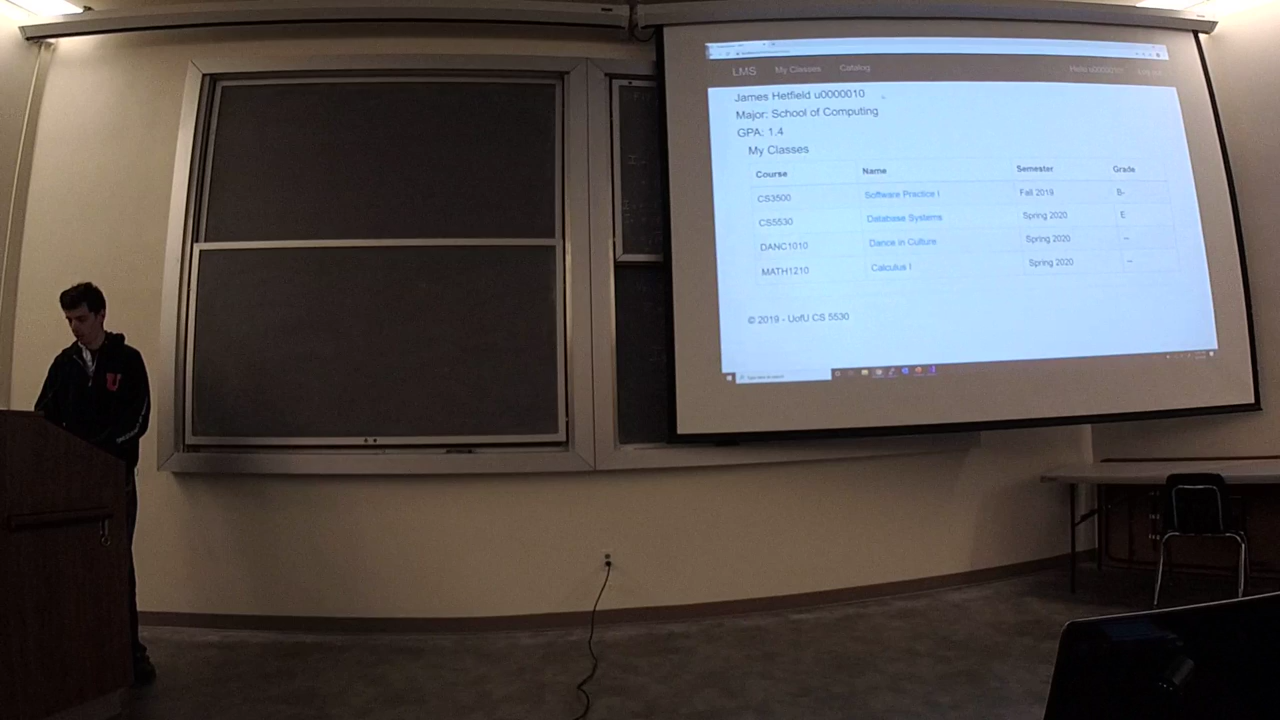 LMS My Classes Catalog
James Hetfield u0000010
Major: School of Computing
GPA: 1.4
My Classes
Course Name Semester Grade
CS3500 Software Practice I Fall 2019 B-
CS5530 Database Systems Spring 2020 E
DANC1010 Dance in Culture Spring 2020 --
MATH1210 Calculus I Spring 2020 --
© 2019 - UofU CS 5530
U